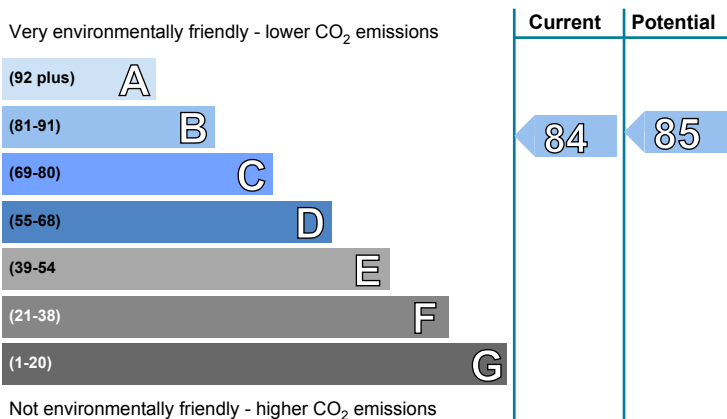 Current Potential
Very environmentally friendly - lower CO2 emissions
(92 plus) A
(81-91) B 84 85
(69-80) C
(55-68) D
(39-54 E
(21-38) F
(1-20) G
Not environmentally friendly - higher CO2 emissions